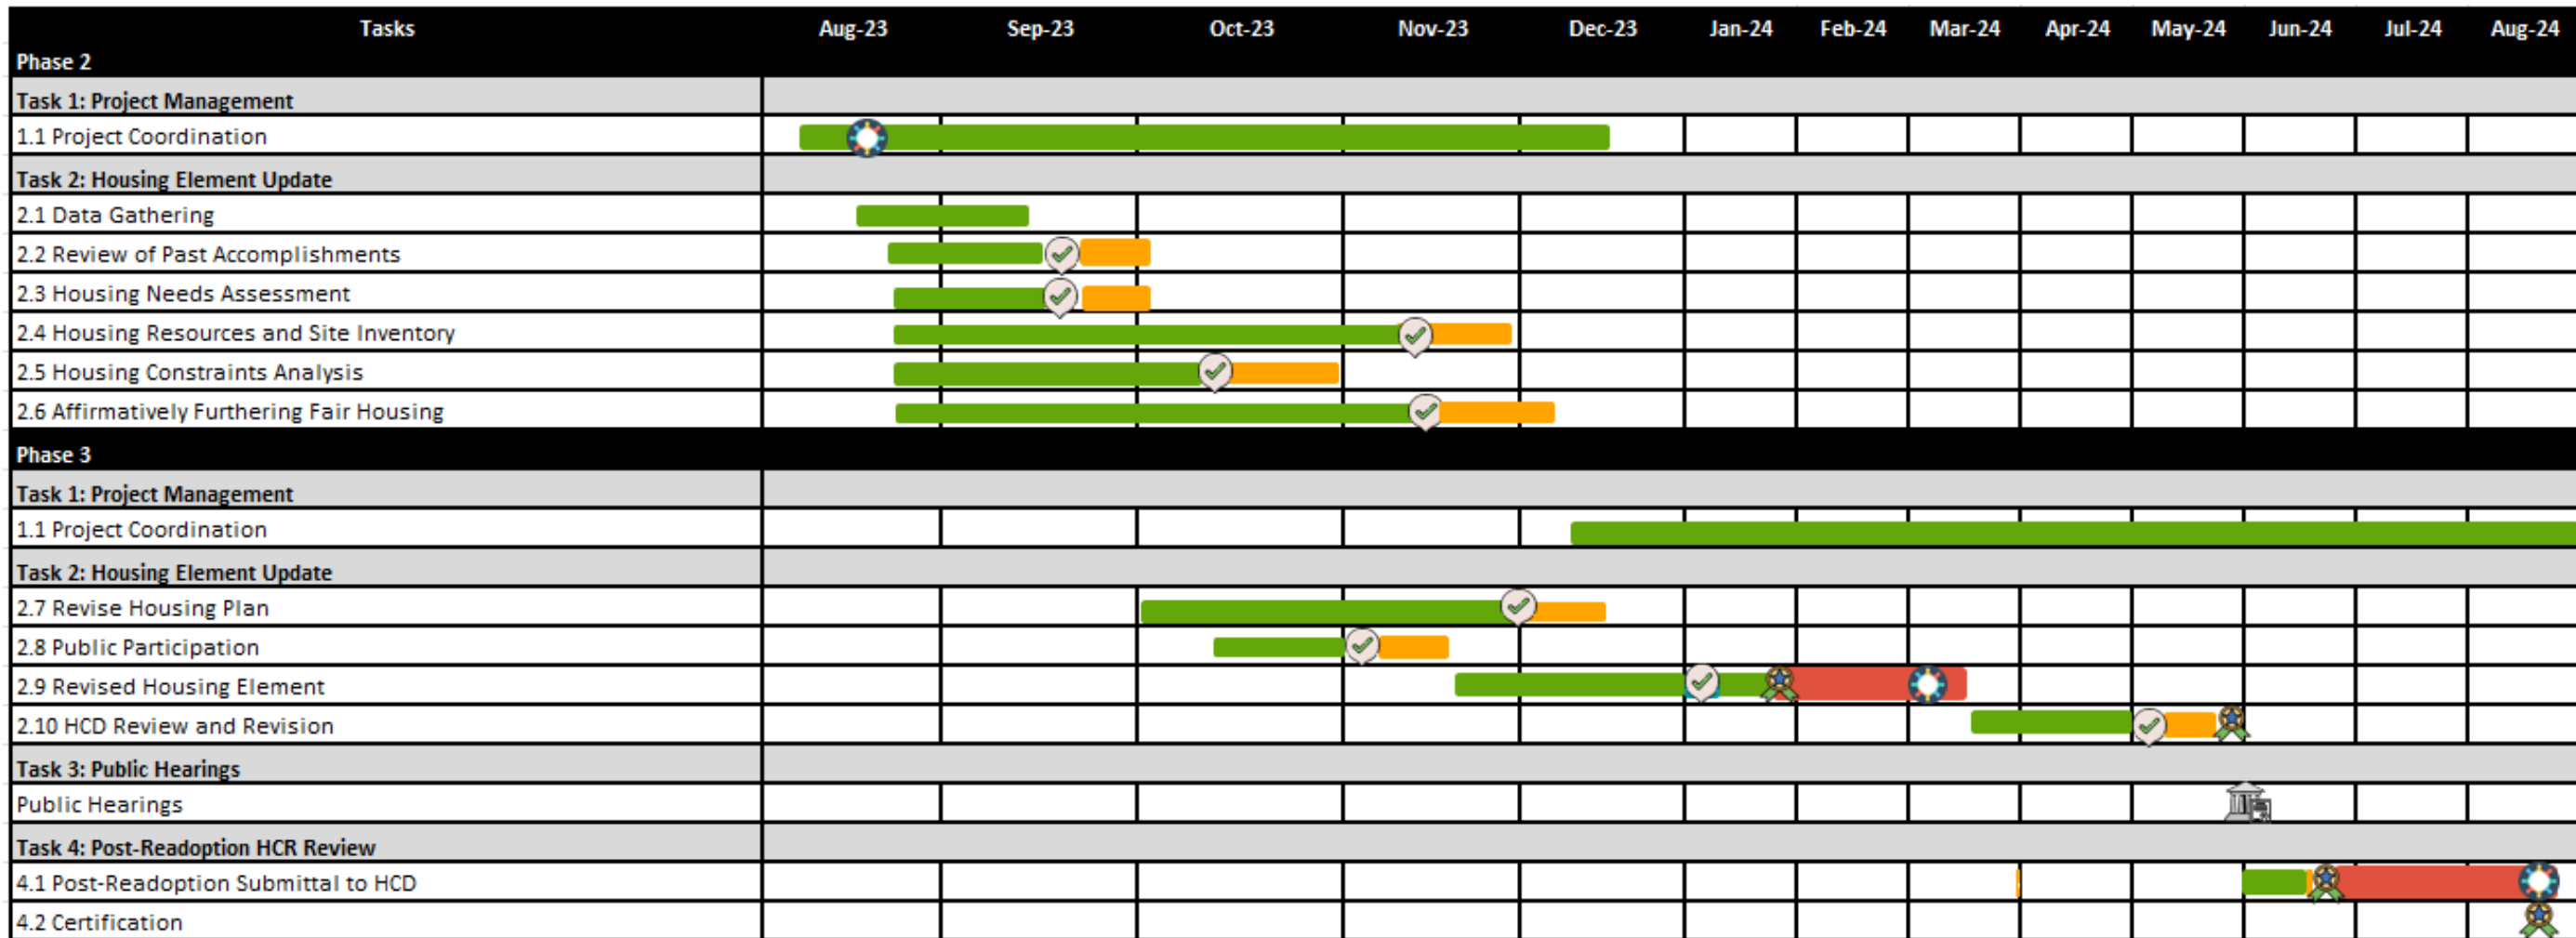 Tasks Aug-23 Sep-23 Oct-23 Nov-23 Dec-23 Jan-24 Feb-24 Mar-24 Apr-24 May-24 Jun-24 Jul-24 Aug-24
Phase 2
Task 1: Project Management
1.1 Project Coordination
Task 2: Housing Element Update
2.1 Data Gathering
2.2 Review of Past Accomplishments
2.3 Housing Needs Assessment
2.4 Housing Resources and Site Inventory
2.5 Housing Constraints Analysis
2.6 Affirmatively Furthering Fair Housing
Phase 3
Task 1: Project Management
1.1 Project Coordination
Task 2: Housing Element Update
2.7 Revise Housing Plan
2.8 Public Participation
2.9 Revised Housing Element
2.10 HCD Review and Revision
Task 3: Public Hearings
Public Hearings
Task 4: Post-Readoption HCR Review
4.1 Post-Readoption Submittal to HCD
4.2 Certification